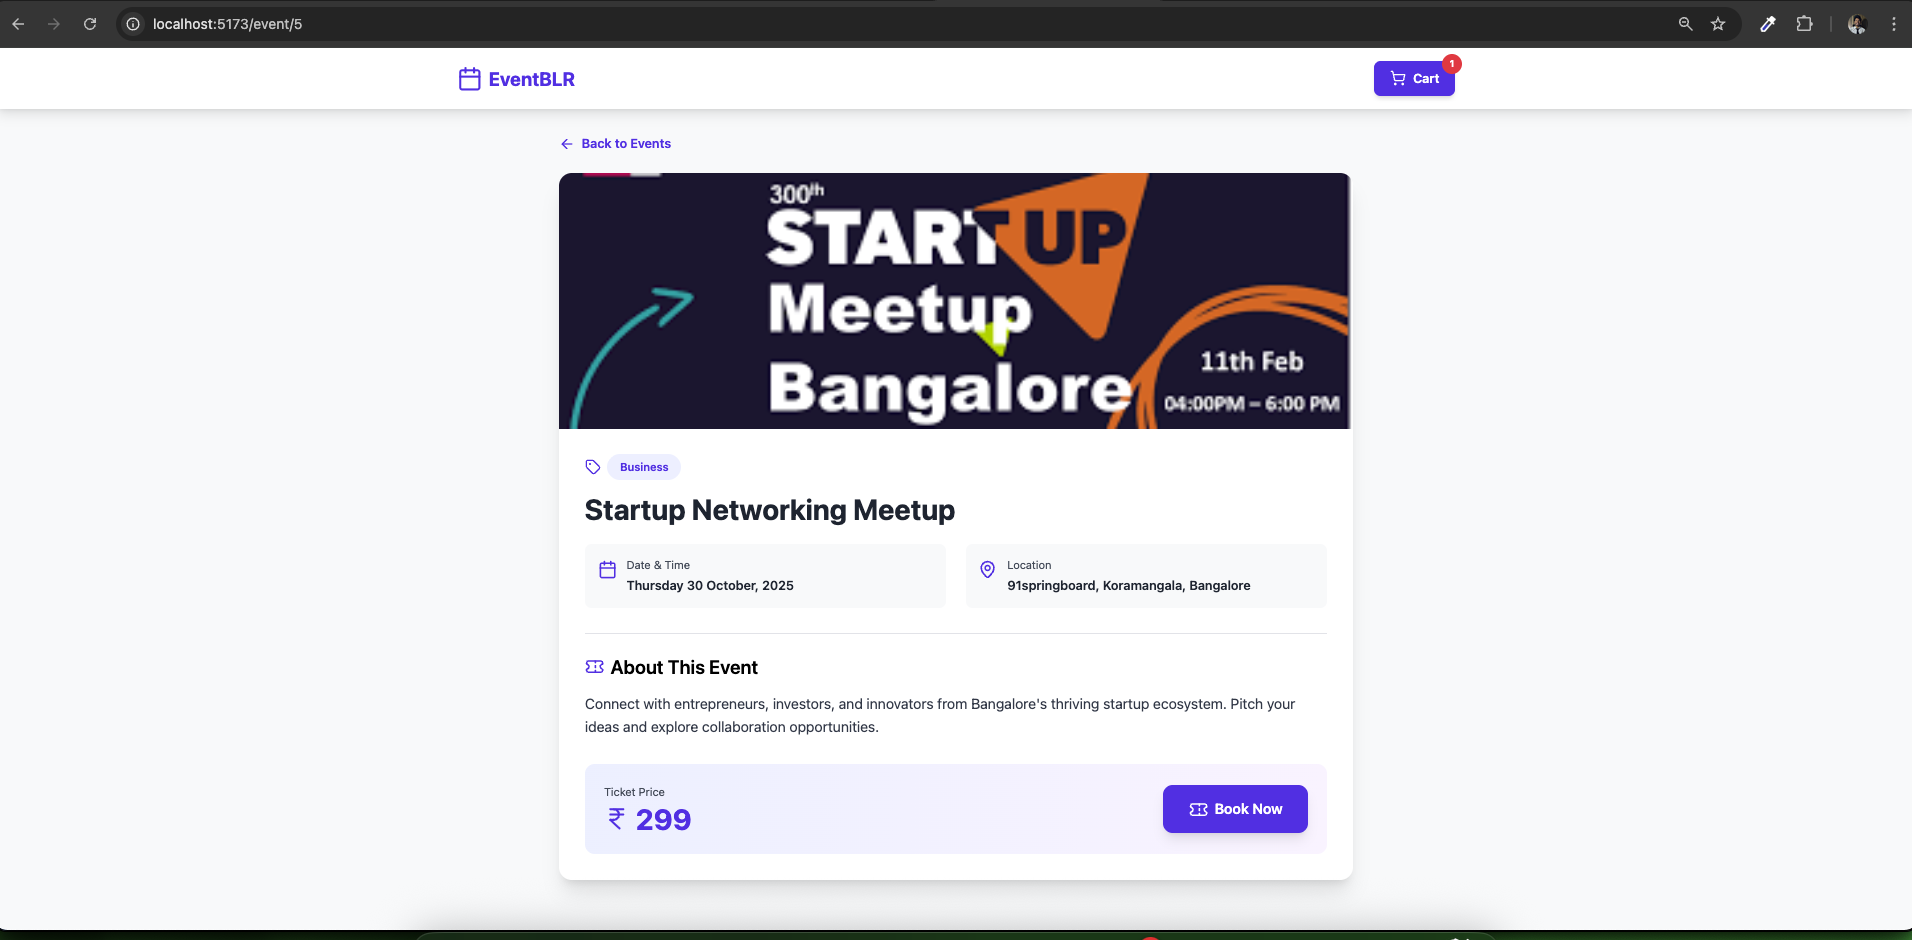 localhost:5173/event/5
EventBLR
Cart
1
Back to Events
300th
STARTUP
Meetup
Bangalore
11th Feb
04:00PM – 6:00 PM
Business
Startup Networking Meetup
Date & Time
Thursday 30 October, 2025
Location
91springboard, Koramangala, Bangalore
About This Event
Connect with entrepreneurs, investors, and innovators from Bangalore's thriving startup ecosystem. Pitch your
ideas and explore collaboration opportunities.
Ticket Price
₹ 299
Book Now